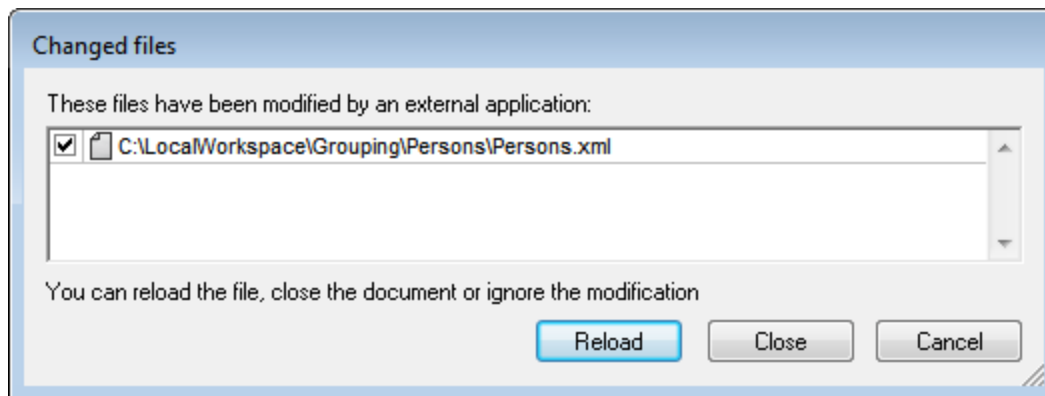 Changed files
These files have been modified by an external application:
C:\LocalWorkspace\Grouping\Persons\Persons.xml
You can reload the file, close the document or ignore the modification
Reload Close Cancel